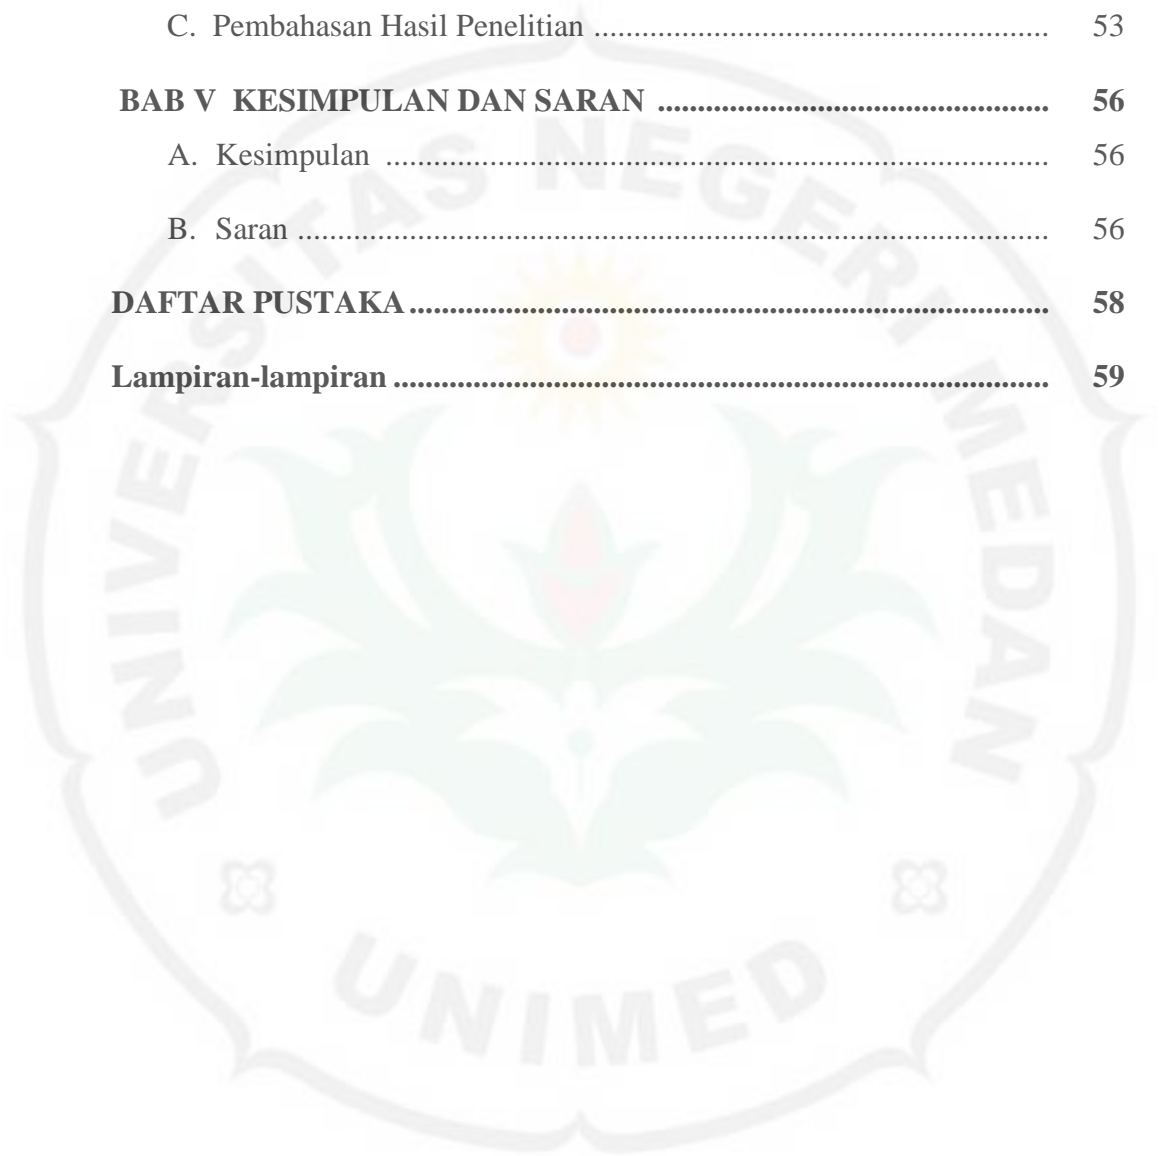 C. Pembahasan Hasil Penelitian ......................................................... 53
BAB V KESIMPULAN DAN SARAN ................................................ 56
A. Kesimpulan ................................................................................... 56
B. Saran .............................................................................................. 56
DAFTAR PUSTAKA ................................................................................ 58
Lampiran-lampiran .................................................................................. 59
UNIVERSITAS NEGERI MEDAN
UNIMED